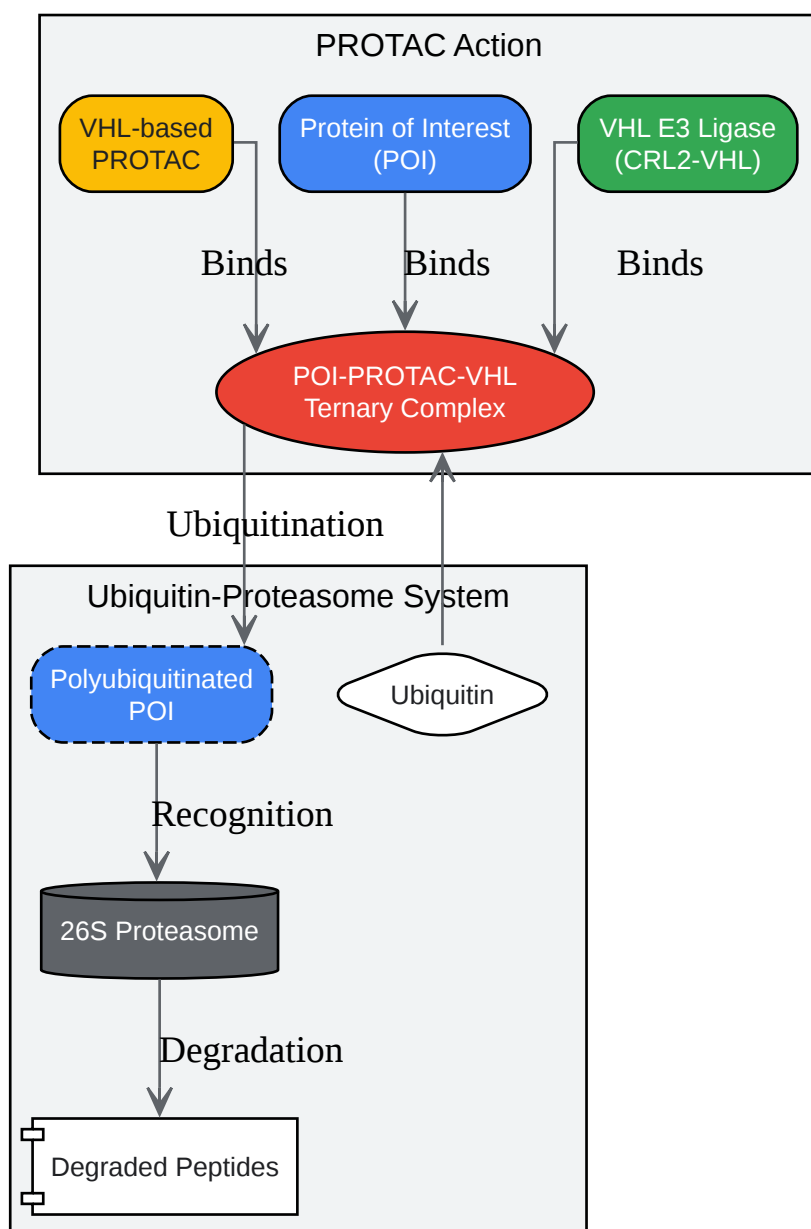 PROTAC Action
VHL-based
PROTAC
Protein of Interest
(POI)
VHL E3 Ligase
(CRL2-VHL)
Binds
Binds
Binds
POI-PROTAC-VHL
Ternary Complex
Ubiquitination
Ubiquitin-Proteasome System
Polyubiquitinated
POI
Ubiquitin
Recognition
26S Proteasome
Degradation
Degraded Peptides